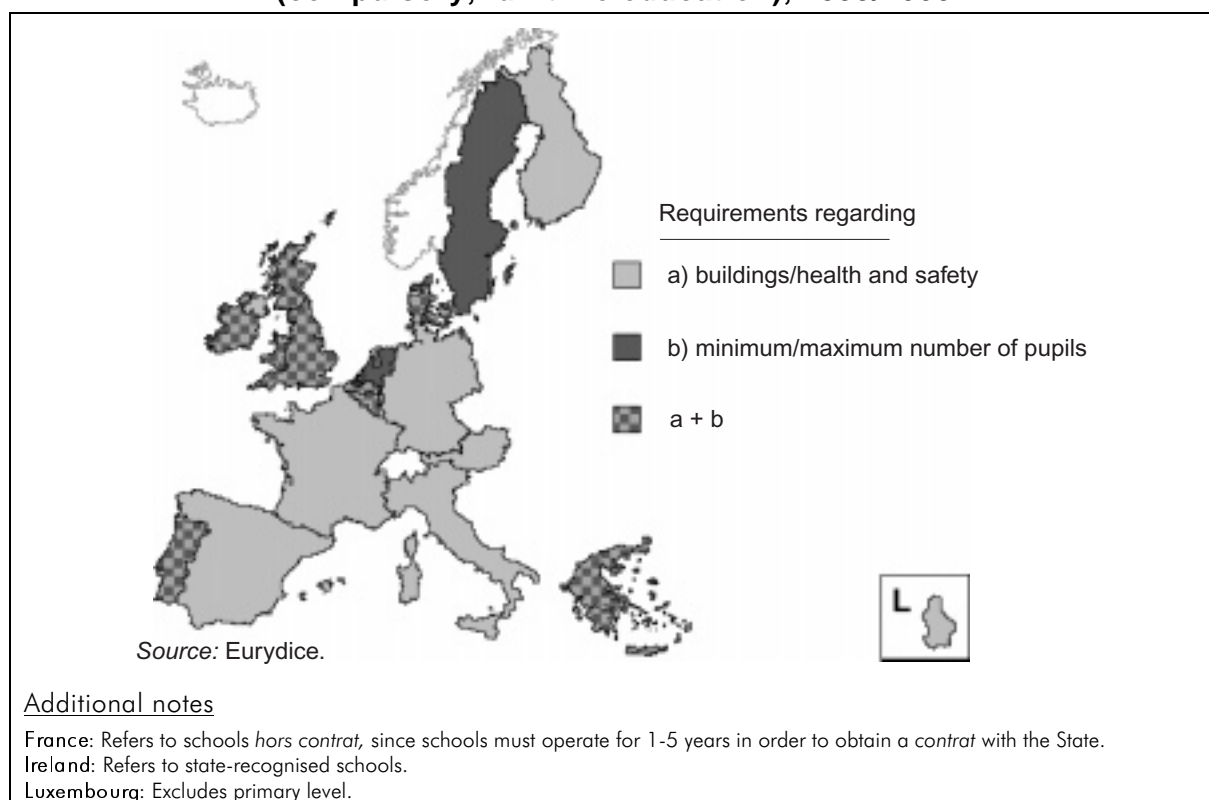 Requirements regarding
a) buildings/health and safety
b) minimum/maximum number of pupils
a + b
L
Source: Eurydice.
Additional notes
France: Refers to schools hors contrat, since schools must operate for 1-5 years in order to obtain a contrat with the State.
Ireland: Refers to state-recognised schools.
Luxembourg: Excludes primary level.